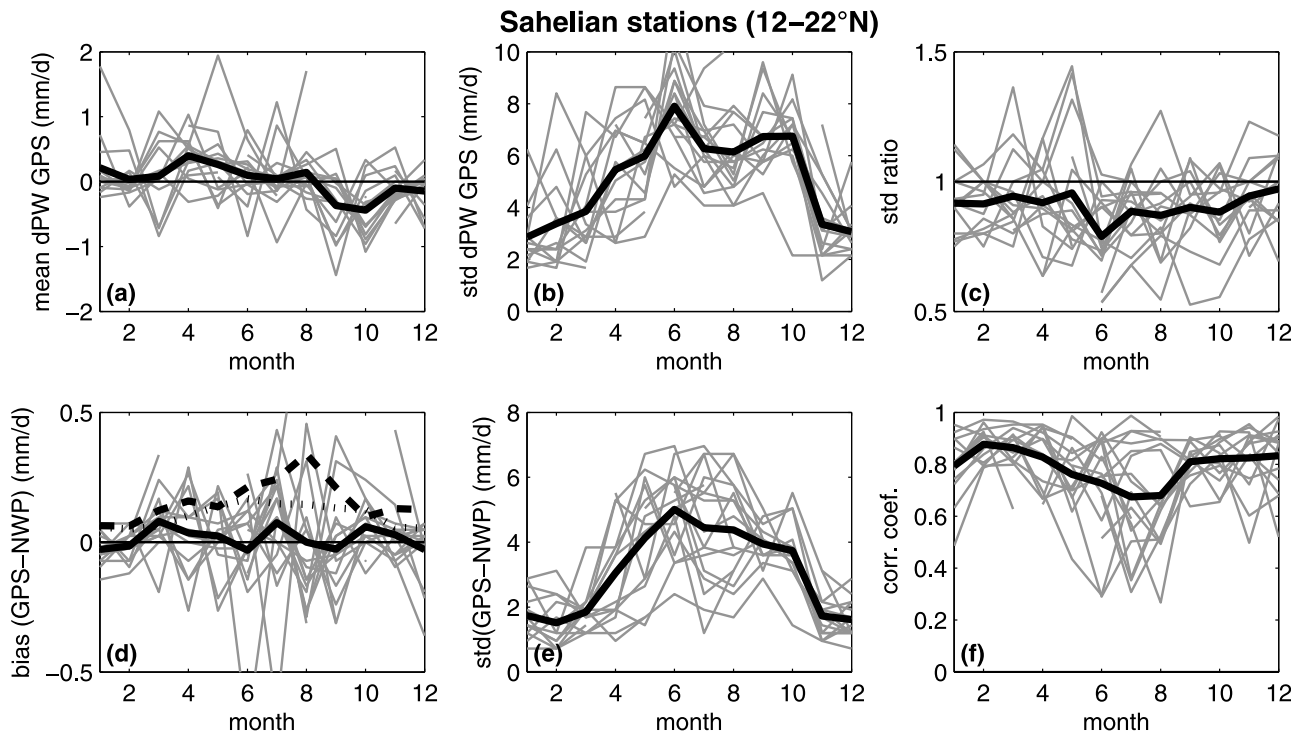 Sahelian stations (12–22°N)
mean dPW GPS (mm/d)
2
1
0
−1
−2
(a)
2 4 6 8 10 12
month
std dPW GPS (mm/d)
10
8
6
4
2
0
(b)
2 4 6 8 10 12
month
std ratio
1.5
1
0.5
(c)
2 4 6 8 10 12
month
bias (GPS−NWP) (mm/d)
0.5
0
−0.5
(d)
2 4 6 8 10 12
month
std(GPS−NWP) (mm/d)
8
6
4
2
0
(e)
2 4 6 8 10 12
month
corr. coef.
1
0.8
0.6
0.4
0.2
0
(f)
2 4 6 8 10 12
month